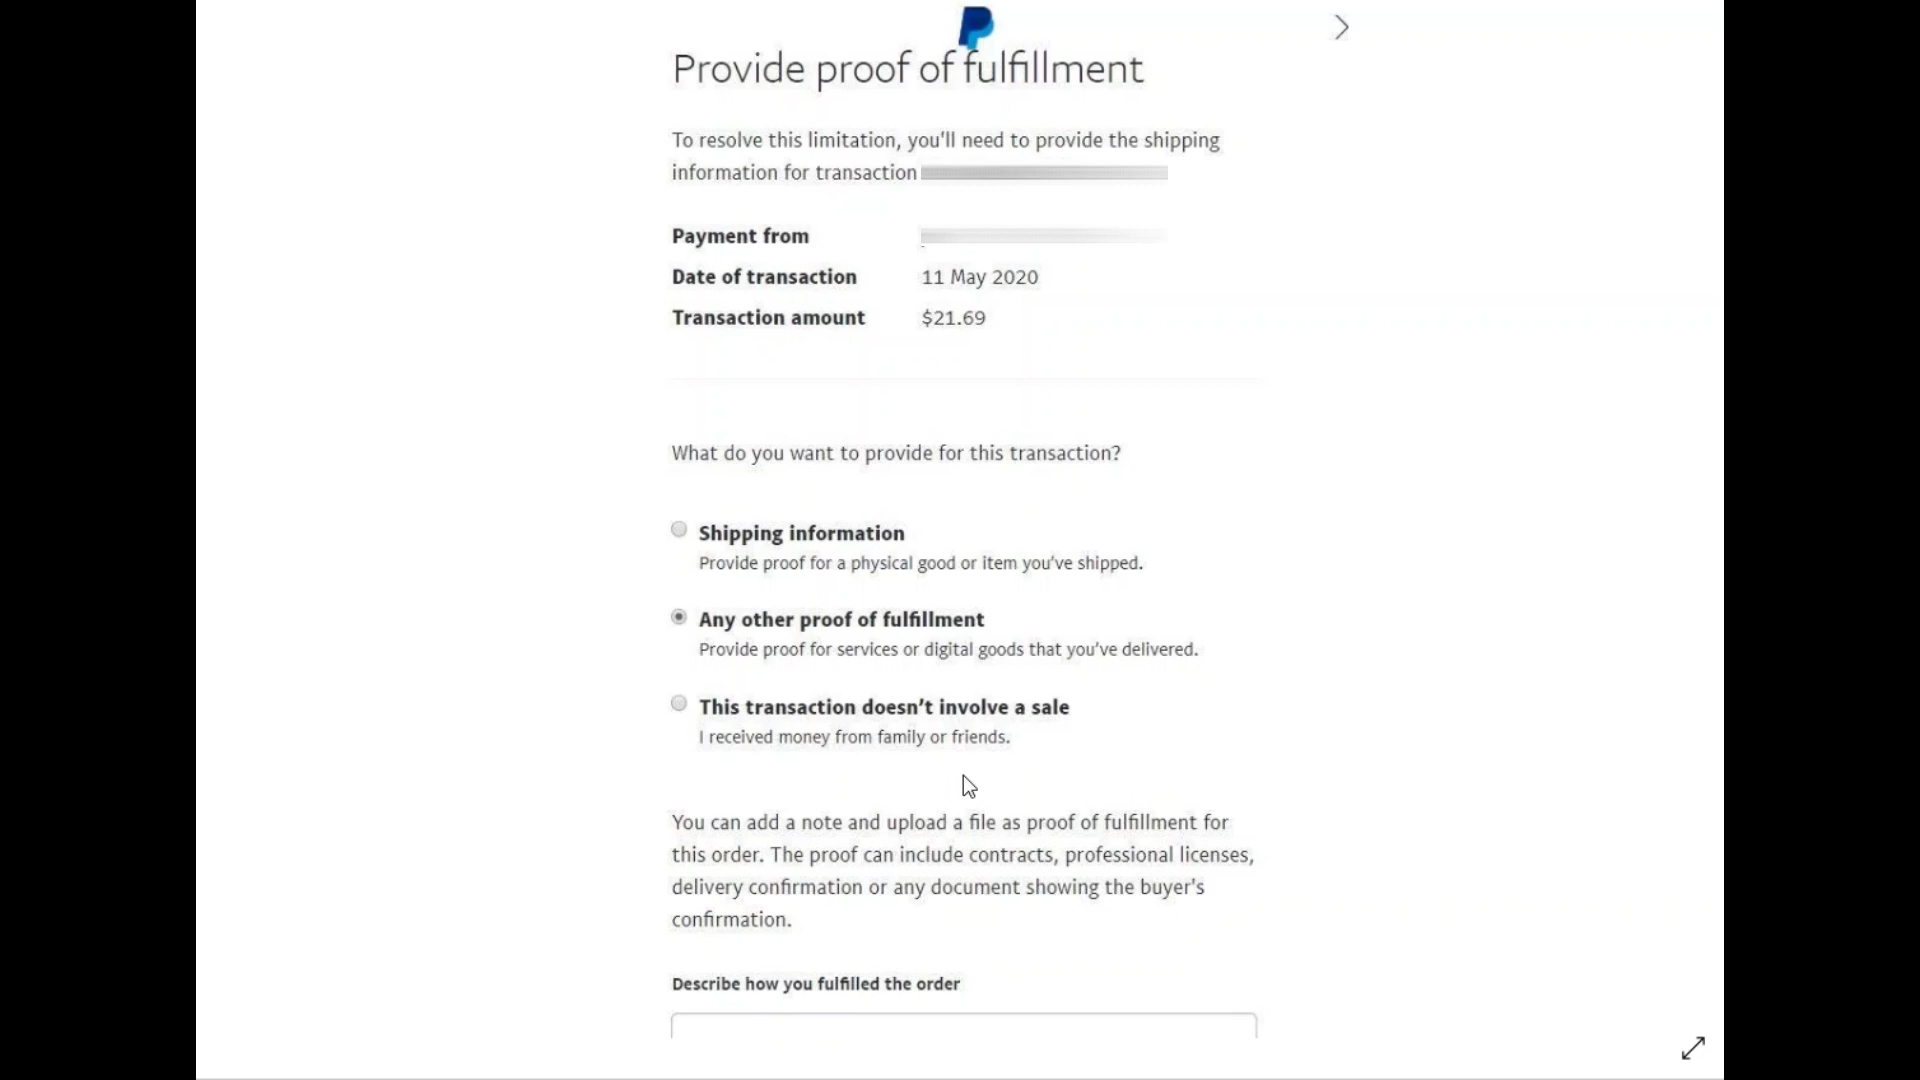 Provide proof of fulfillment
To resolve this limitation, you'll need to provide the shipping
information for transaction
Payment from
Date of transaction 11 May 2020
Transaction amount $21.69
What do you want to provide for this transaction?
Shipping information
Provide proof for a physical good or item you've shipped.
Any other proof of fulfillment
Provide proof for services or digital goods that you've delivered.
This transaction doesn’t involve a sale
I received money from family or friends.
You can add a note and upload a file as proof of fulfillment for
this order. The proof can include contracts, professional licenses,
delivery confirmation or any document showing the buyer's
confirmation.
Describe how you fulfilled the order